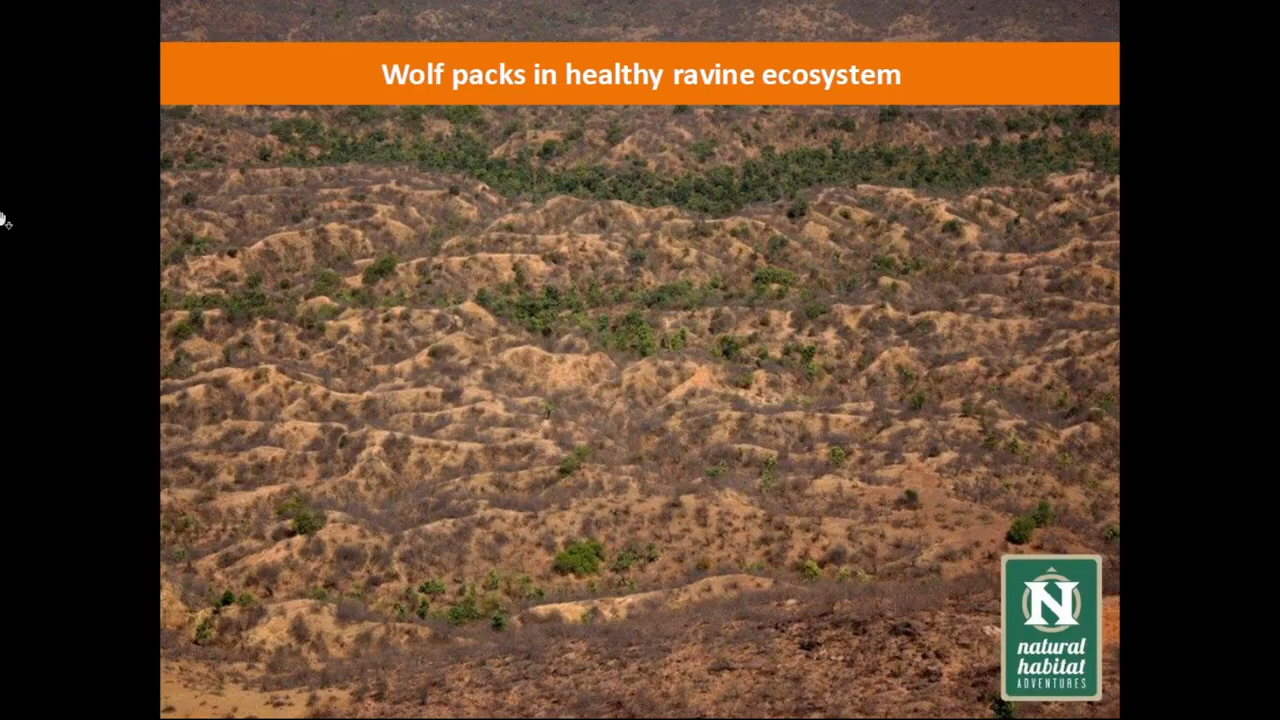 Wolf packs in healthy ravine ecosystem
N
natural
habitat
ADVENTURES